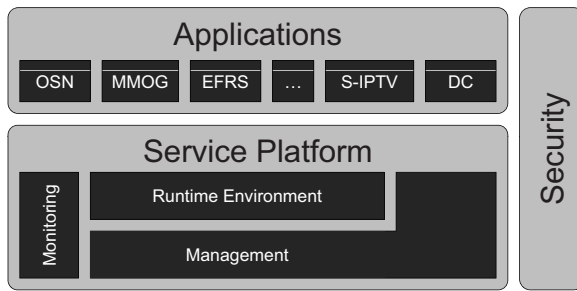 Applications
OSN MMOG EFRS ... S-IPTV DC
Service Platform
Monitoring
Runtime Environment
Management
Security